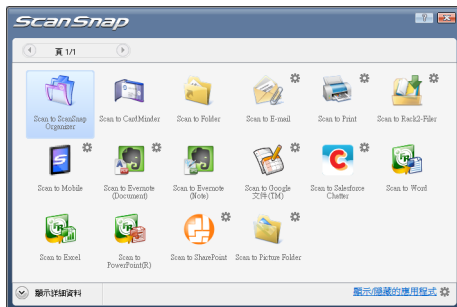 ScanSnap
頁 1/1
Scan to ScanSnap
Organizer
Scan to CardMinder
Scan to Folder
Scan to E-mail
Scan to Print
Scan to Rack2-Filer
Scan to Mobile
Scan to Evernote
(Document)
Scan to Evernote
(Note)
Scan to Google
文件(TM)
Scan to Salesforce
Chatter
Scan to Word
Scan to Excel
Scan to
PowerPoint(R)
Scan to SharePoint
Scan to Picture Folder
顯示詳細資料
顯示/隱藏的應用程式